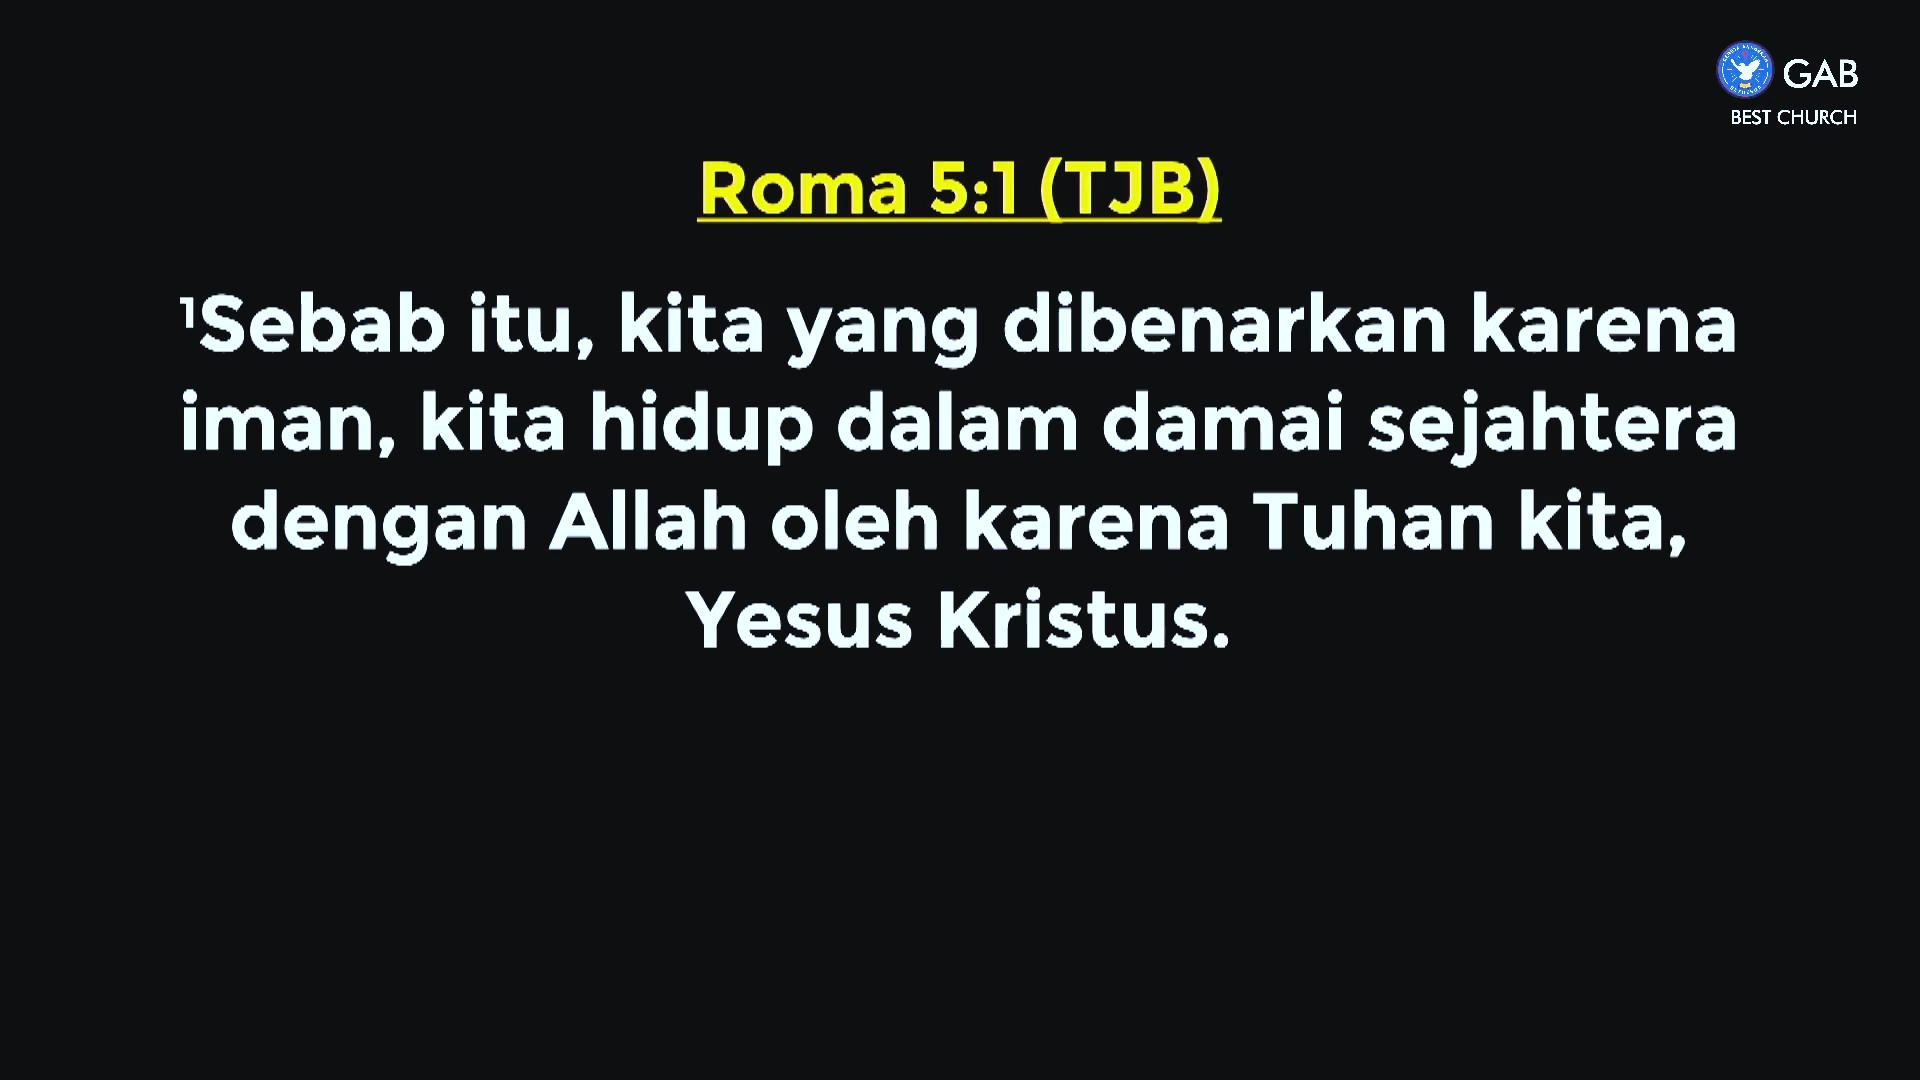 GAB
BEST CHURCH
Roma 5:1 (TJB)
¹Sebab itu, kita yang dibenarkan karena
iman, kita hidup dalam damai sejahtera
dengan Allah oleh karena Tuhan kita,
Yesus Kristus.